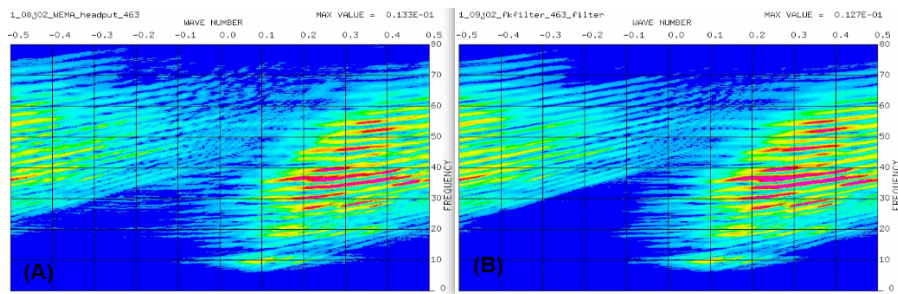 1_08j02_WEMA_headput_463 MAX VALUE = 0.133E-01
WAVE NUMBER
-0.5 -0.4 -0.3 -0.2 -0.1 0.0 0.1 0.2 0.3 0.4 0.5
80
70
60
50
40
30
20
10
0
FREQUENCY
(A)
1_09j02_fkfilter_463_filter MAX VALUE = 0.127E-01
WAVE NUMBER
-0.5 -0.4 -0.3 -0.2 -0.1 0.0 0.1 0.2 0.3 0.4 0.5
80
70
60
50
40
30
20
10
0
FREQUENCY
(B)